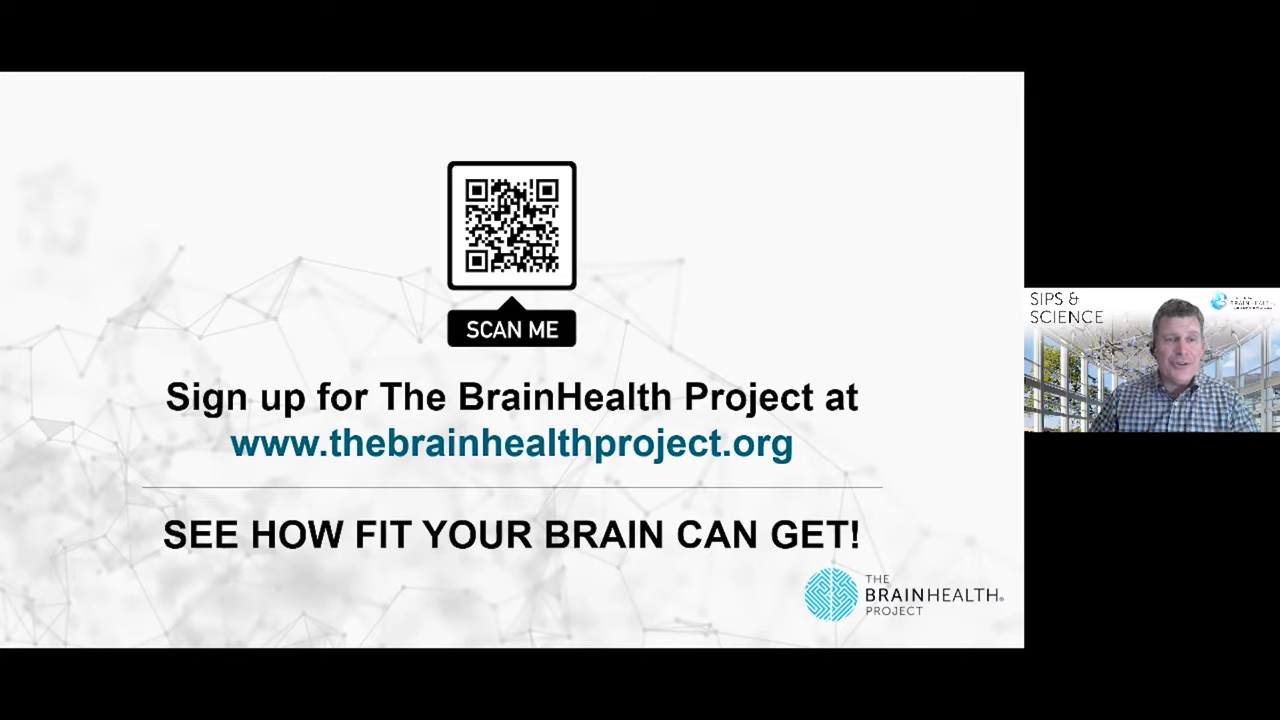 SCAN ME
Sign up for The BrainHealth Project at
www.thebrainhealthproject.org
SEE HOW FIT YOUR BRAIN CAN GET!
THE
BRAINHEALTH®
PROJECT
SIPS &
SCIENCE
BRAINHEALTH